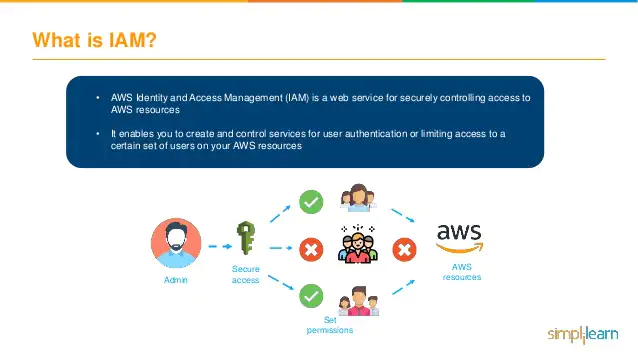 What is IAM?
• AWS Identity and Access Management (IAM) is a web service for securely controlling access to
AWS resources
• It enables you to create and control services for user authentication or limiting access to a
certain set of users on your AWS resources
Admin
Secure
access
Set
permissions
aws
AWS
resources
simplilearn